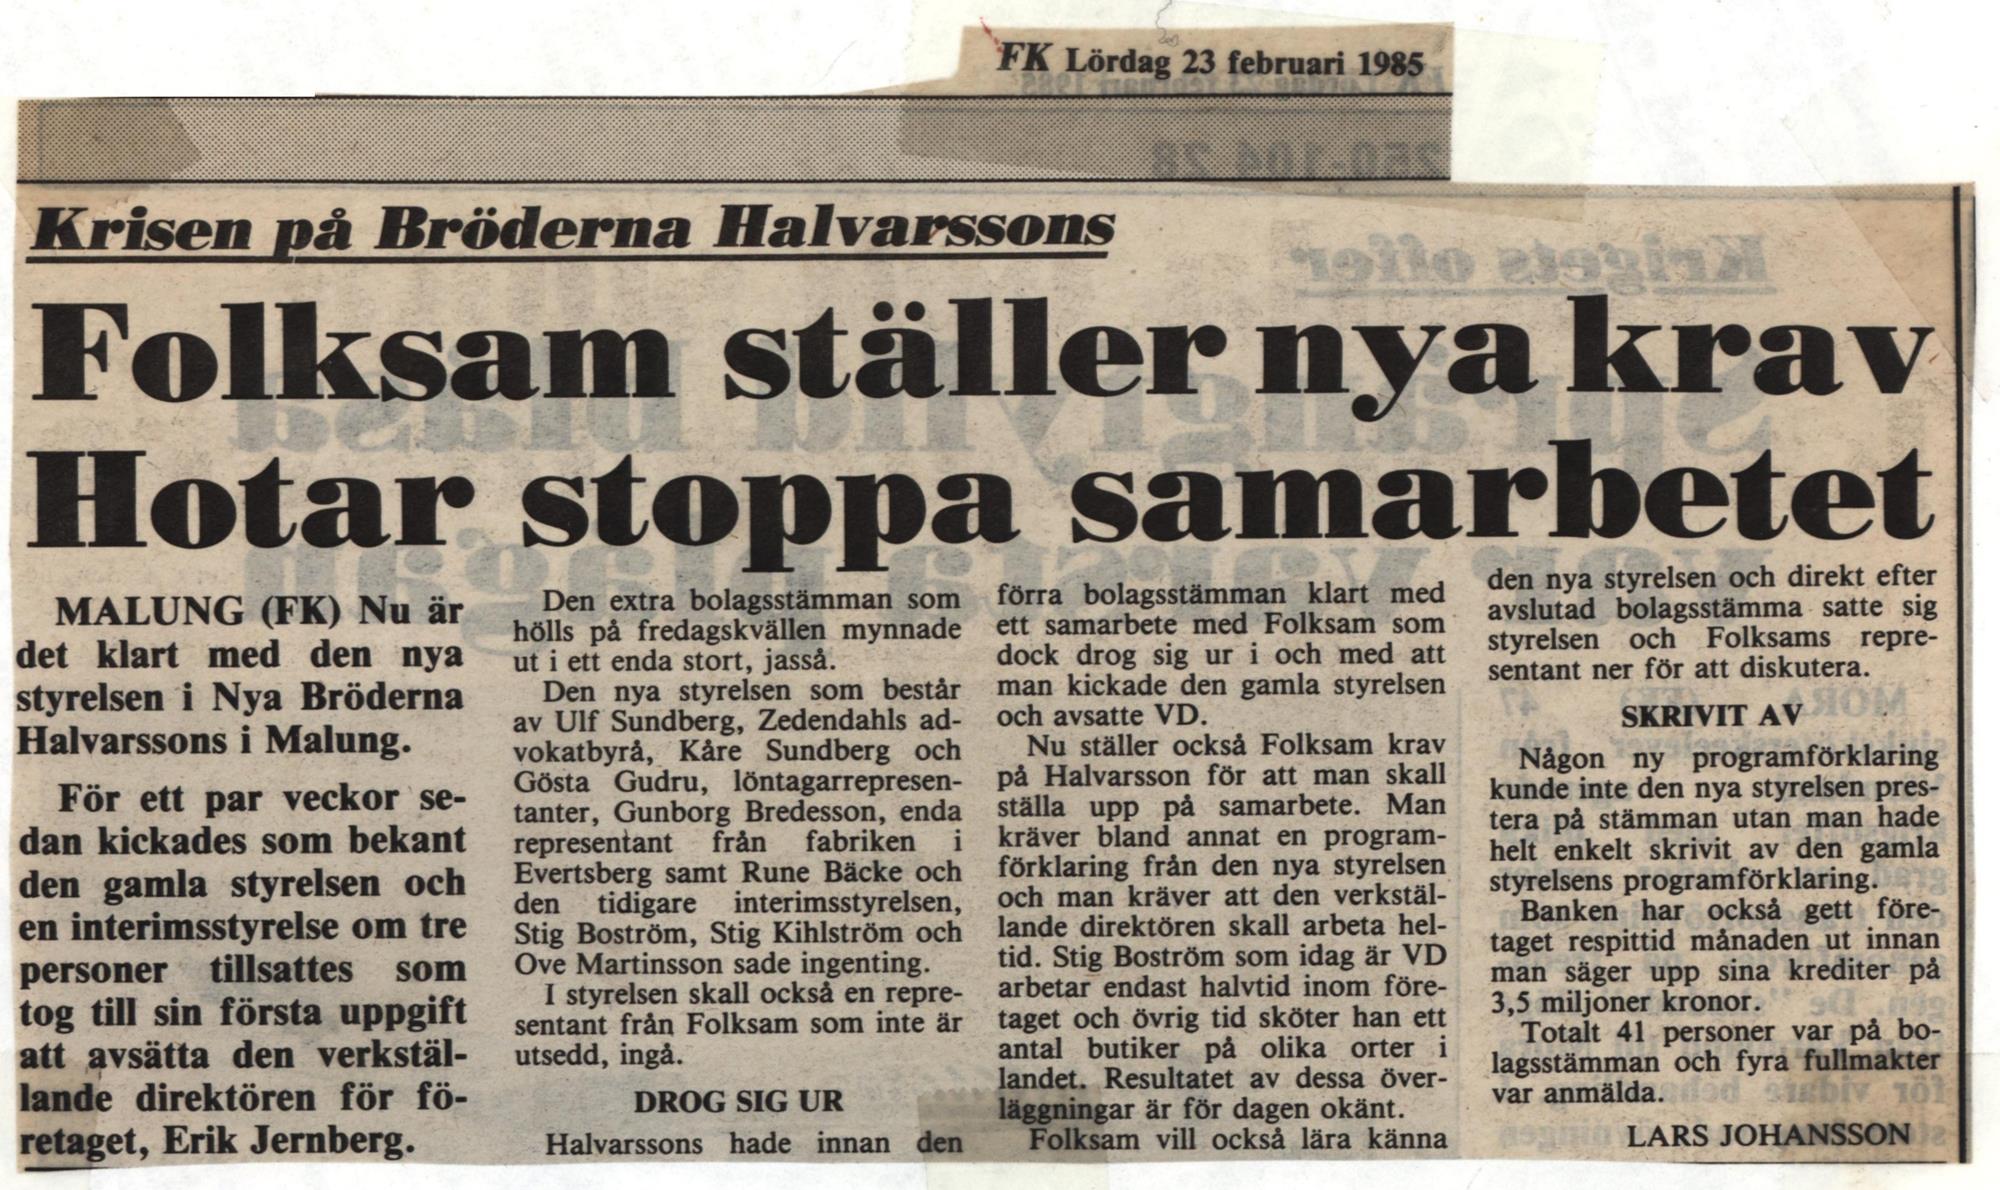 FK Lördag 23 februari 1985
Krisen på Bröderna Halvarssons
Folksam ställer nya krav
Hotar stoppa samarbetet
MALUNG (FK) Nu är
det klart med den nya
styrelsen i Nya Bröderna
Halvarssons i Malung.
För ett par veckor se-
dan kickades som bekant
den gamla styrelsen och
en interimsstyrelse om tre
personer tillsattes som
tog till sin första uppgift
att avsätta den verkstäl-
lande direktören för fö-
retaget, Erik Jernberg.
Den extra bolagsstämman som
hölls på fredagskvällen mynnade
ut i ett enda stort, jasså.
Den nya styrelsen som består
av Ulf Sundberg, Zedendahls ad-
vokatbyrå, Kåre Sundberg och
Gösta Gudru, löntagarrepresen-
tanter, Gunborg Bredesson, enda
representant från fabriken i
Evertsberg samt Rune Bäcke och
den tidigare interimsstyrelsen,
Stig Boström, Stig Kihlström och
Ove Martinsson sade ingenting.
I styrelsen skall också en repre-
sentant från Folksam som inte är
utsedd, ingå.
DROG SIG UR
Halvarssons hade innan den
förra bolagsstämman klart med
ett samarbete med Folksam som
dock drog sig ur i och med att
man kickade den gamla styrelsen
och avsatte VD.
Nu ställer också Folksam krav
på Halvarsson för att man skall
ställa upp på samarbete. Man
kräver bland annat en program-
förklaring från den nya styrelsen
och man kräver att den verkstäl-
lande direktören skall arbeta hel-
tid. Stig Boström som idag är VD
arbetar endast halvtid inom före-
taget och övrig tid sköter han ett
antal butiker på olika orter i
landet. Resultatet av dessa över-
läggningar är för dagen okänt.
Folksam vill också lära känna
den nya styrelsen och direkt efter
avslutad bolagsstämma satte sig
styrelsen och Folksams repre-
sentant ner för att diskutera.
SKRIVIT AV
Någon ny programförklaring
kunde inte den nya styrelsen pres-
tera på stämman utan man hade
helt enkelt skrivit av den gamla
styrelsens programförklaring.
Banken har också gett före-
taget respittid månaden ut innan
man säger upp sina krediter på
3,5 miljoner kronor.
Totalt 41 personer var på bo-
lagsstämman och fyra fullmakter
var anmälda.
LARS JOHANSSON